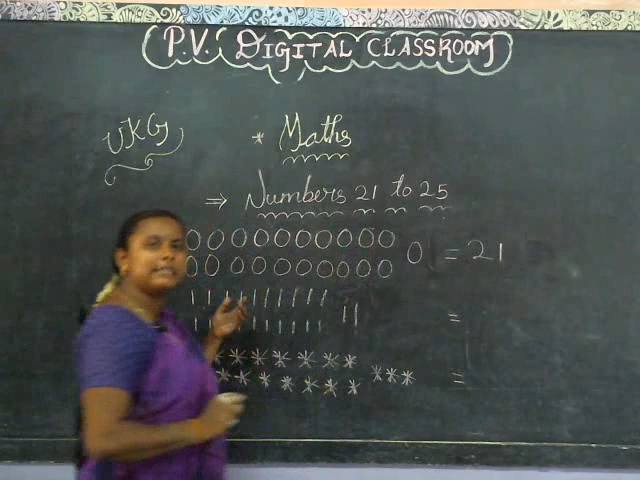 P.V. DIGITAL CLASSROOM
UKG
* Maths
⇒ Numbers 21 to 25
= 21
=
=